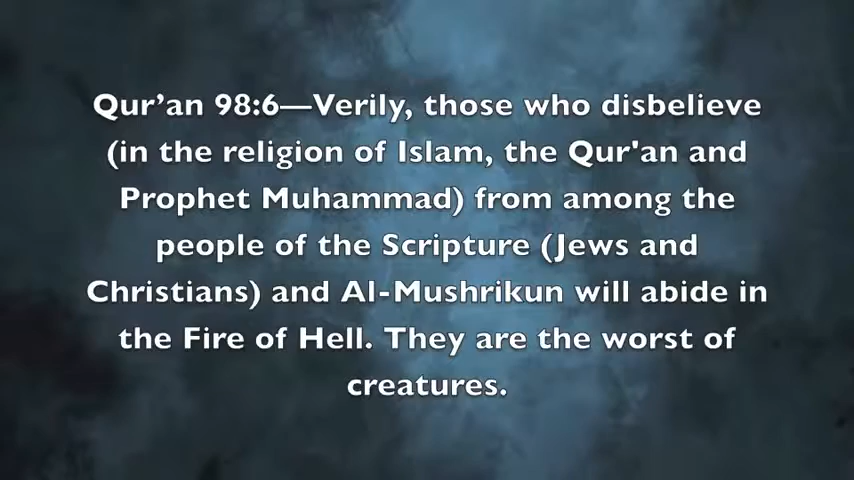 Qur’an 98:6—Verily, those who disbelieve
(in the religion of Islam, the Qur'an and
Prophet Muhammad) from among the
people of the Scripture (Jews and
Christians) and Al-Mushrikun will abide in
the Fire of Hell. They are the worst of
creatures.